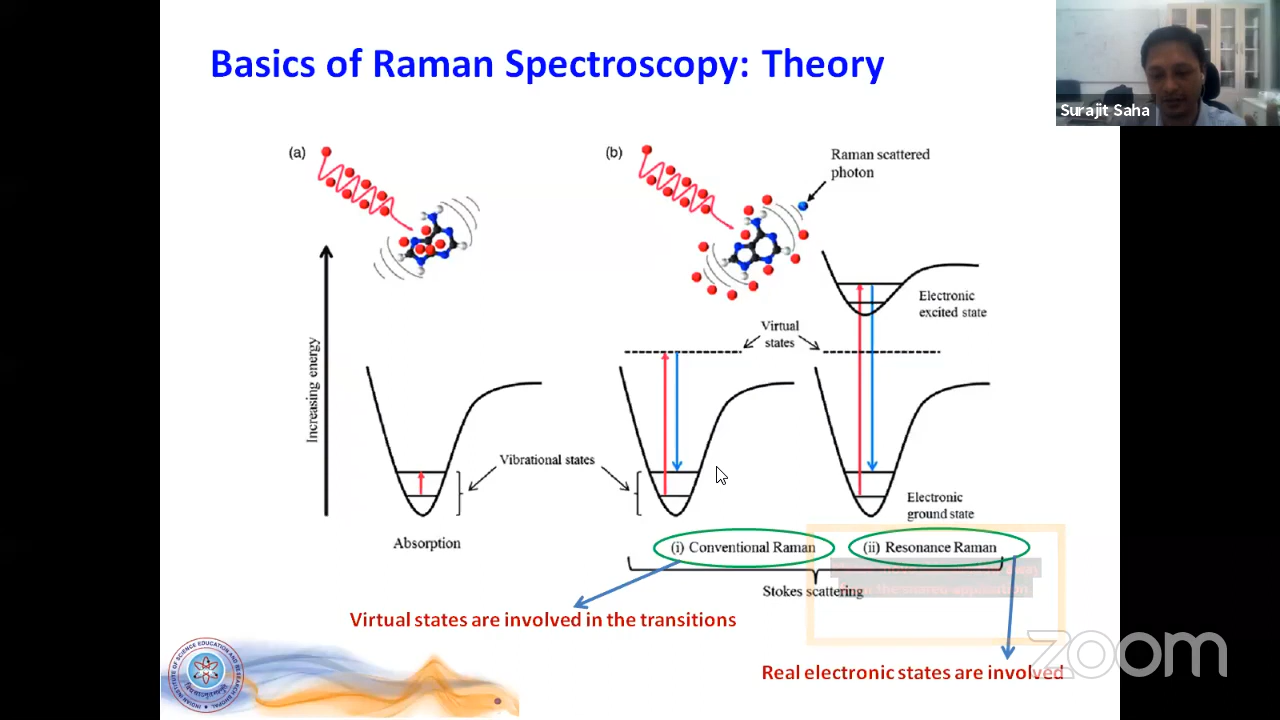 Basics of Raman Spectroscopy: Theory
Surajit Saha
(a)
(b)
Raman scattered
photon
Increasing energy
Virtual
states
Electronic
excited state
Vibrational states
Electronic
ground state
Absorption
(i) Conventional Raman
(ii) Resonance Raman
Stokes scattering
Virtual states are involved in the transitions
Real electronic states are involved
zoom